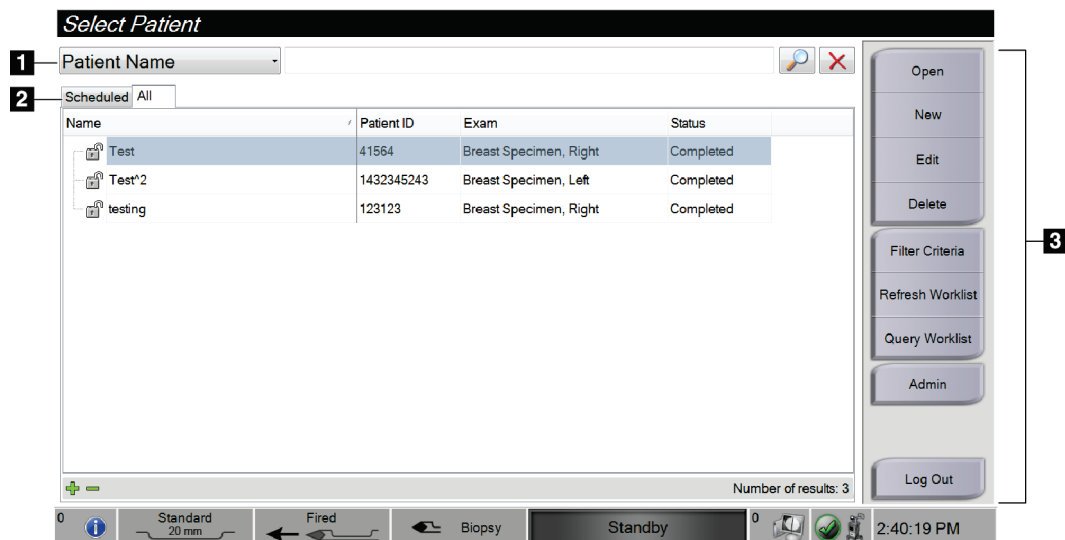 Select Patient
1 Patient Name
Open
2 Scheduled All
Name Patient ID Exam Status
New
Test 41564 Breast Specimen, Right Completed
Edit
Test^2 1432345243 Breast Specimen, Left Completed
testing 123123 Breast Specimen, Right Completed
Delete
3
Filter Criteria
Refresh Worklist
Query Worklist
Admin
Log Out
Number of results: 3
0 i Standard Fired Biopsy Standby 0 2:40:19 PM
20 mm